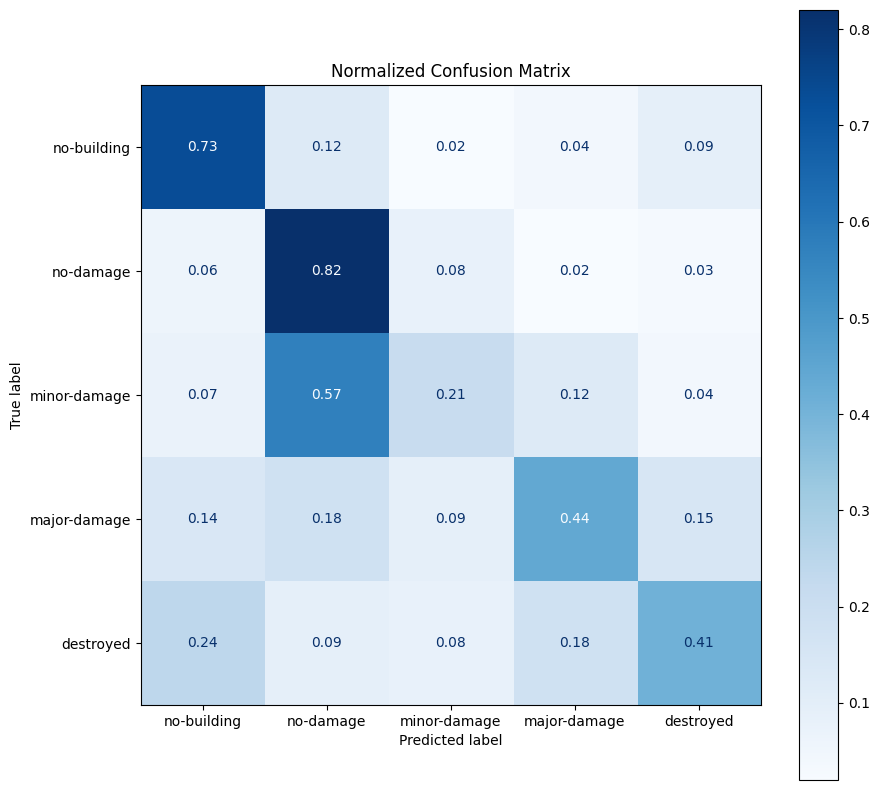 Normalized Confusion Matrix
True label
no-building 0.73 0.12 0.02 0.04 0.09
no-damage 0.06 0.82 0.08 0.02 0.03
minor-damage 0.07 0.57 0.21 0.12 0.04
major-damage 0.14 0.18 0.09 0.44 0.15
destroyed 0.24 0.09 0.08 0.18 0.41
no-building no-damage minor-damage major-damage destroyed
Predicted label
0.8
0.7
0.6
0.5
0.4
0.3
0.2
0.1